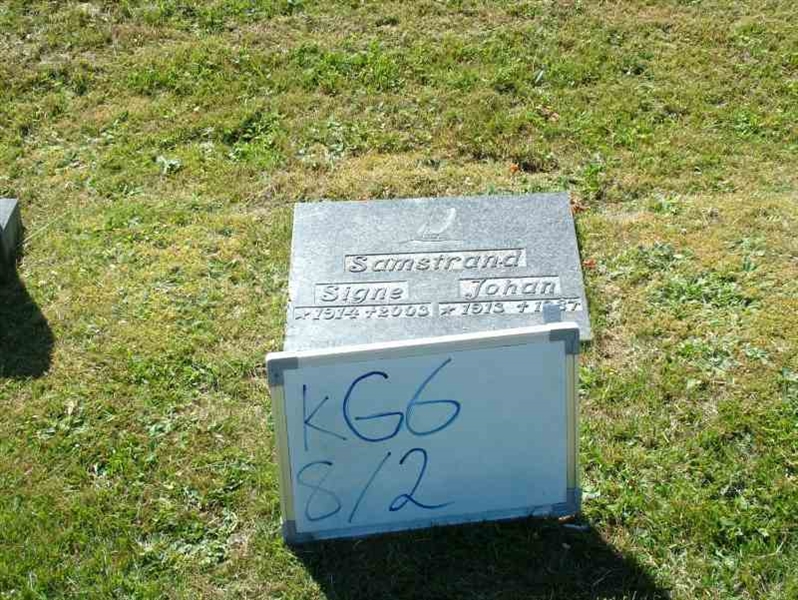 Samstrand
Signe Johan
*1914 +2003 *1913 +
KG6
8/2